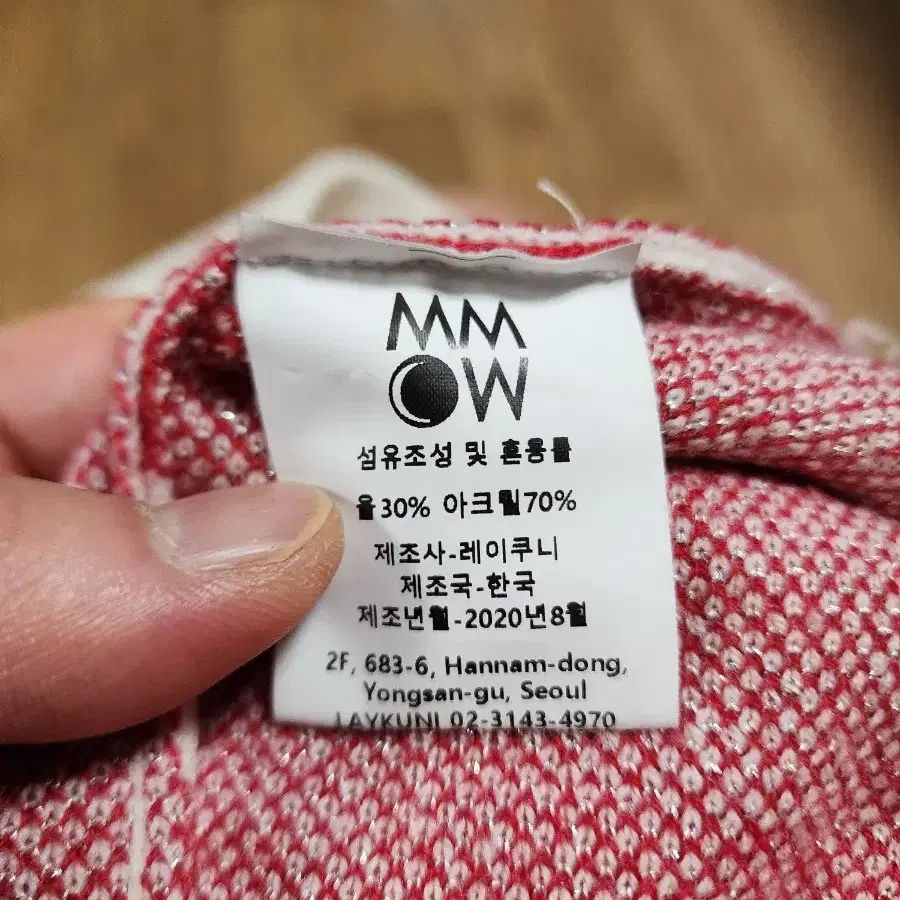 MM
OW
섬유조성 및 혼용률
울30% 아크릴70%
제조사-레이쿠니
제조국-한국
제조년월-2020년8월
2F, 683-6, Hannam-dong,
Yongsan-gu, Seoul
LAYKUNI 02-3143-4970